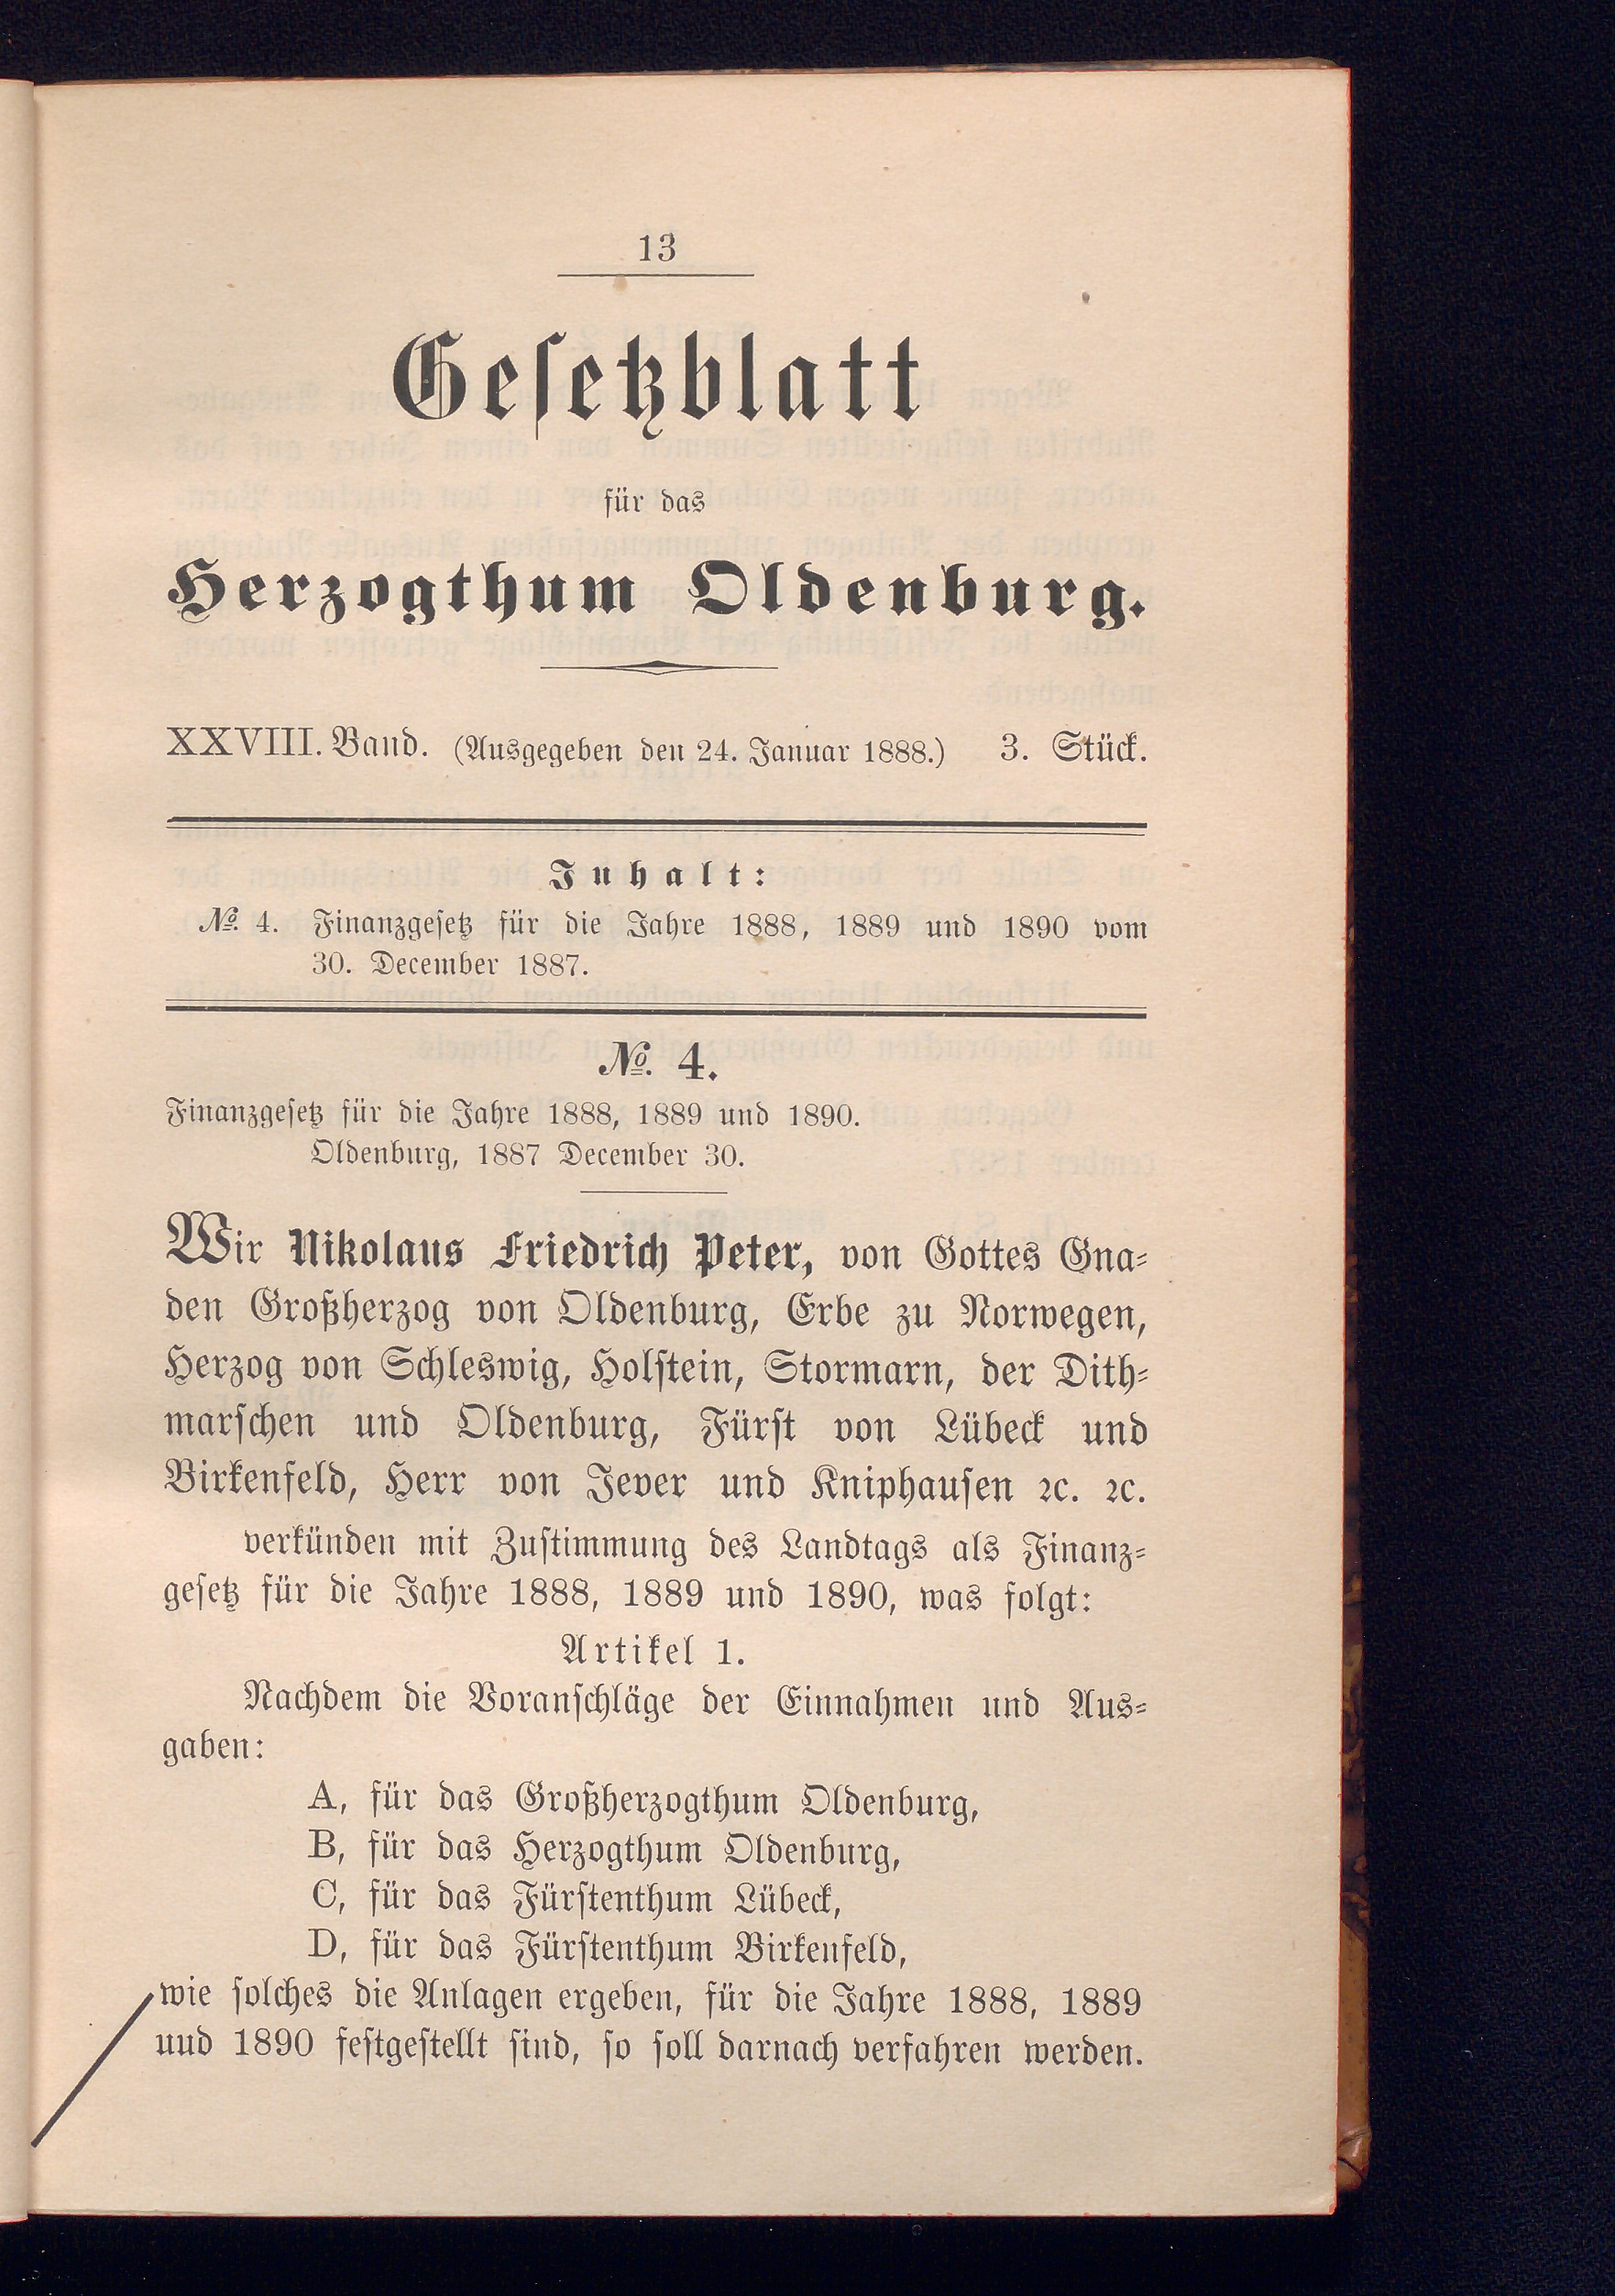 13
Gesetzblatt
für das
Herzogthum Oldenburg.
XXVIII. Band. (Ausgegeben den 24. Januar 1888.) 3. Stück.
Inhalt:
№. 4. Finanzgesetz für die Jahre 1888, 1889 und 1890 vom
30. December 1887.
№. 4.
Finanzgesetz für die Jahre 1888, 1889 und 1890.
Oldenburg, 1887 December 30.
Wir Nikolaus Friedrich Peter, von Gottes Gna-
den Großherzog von Oldenburg, Erbe zu Norwegen,
Herzog von Schleswig, Holstein, Stormarn, der Dith-
marschen und Oldenburg, Fürst von Lübeck und
Birkenfeld, Herr von Jever und Kniphausen ꝛc. ꝛc.
verkünden mit Zustimmung des Landtags als Finanz-
gesetz für die Jahre 1888, 1889 und 1890, was folgt:
Artikel 1.
Nachdem die Voranschläge der Einnahmen und Aus-
gaben:
A, für das Großherzogthum Oldenburg,
B, für das Herzogthum Oldenburg,
C, für das Fürstenthum Lübeck,
D, für das Fürstenthum Birkenfeld,
wie solches die Anlagen ergeben, für die Jahre 1888, 1889
und 1890 festgestellt sind, so soll darnach verfahren werden.